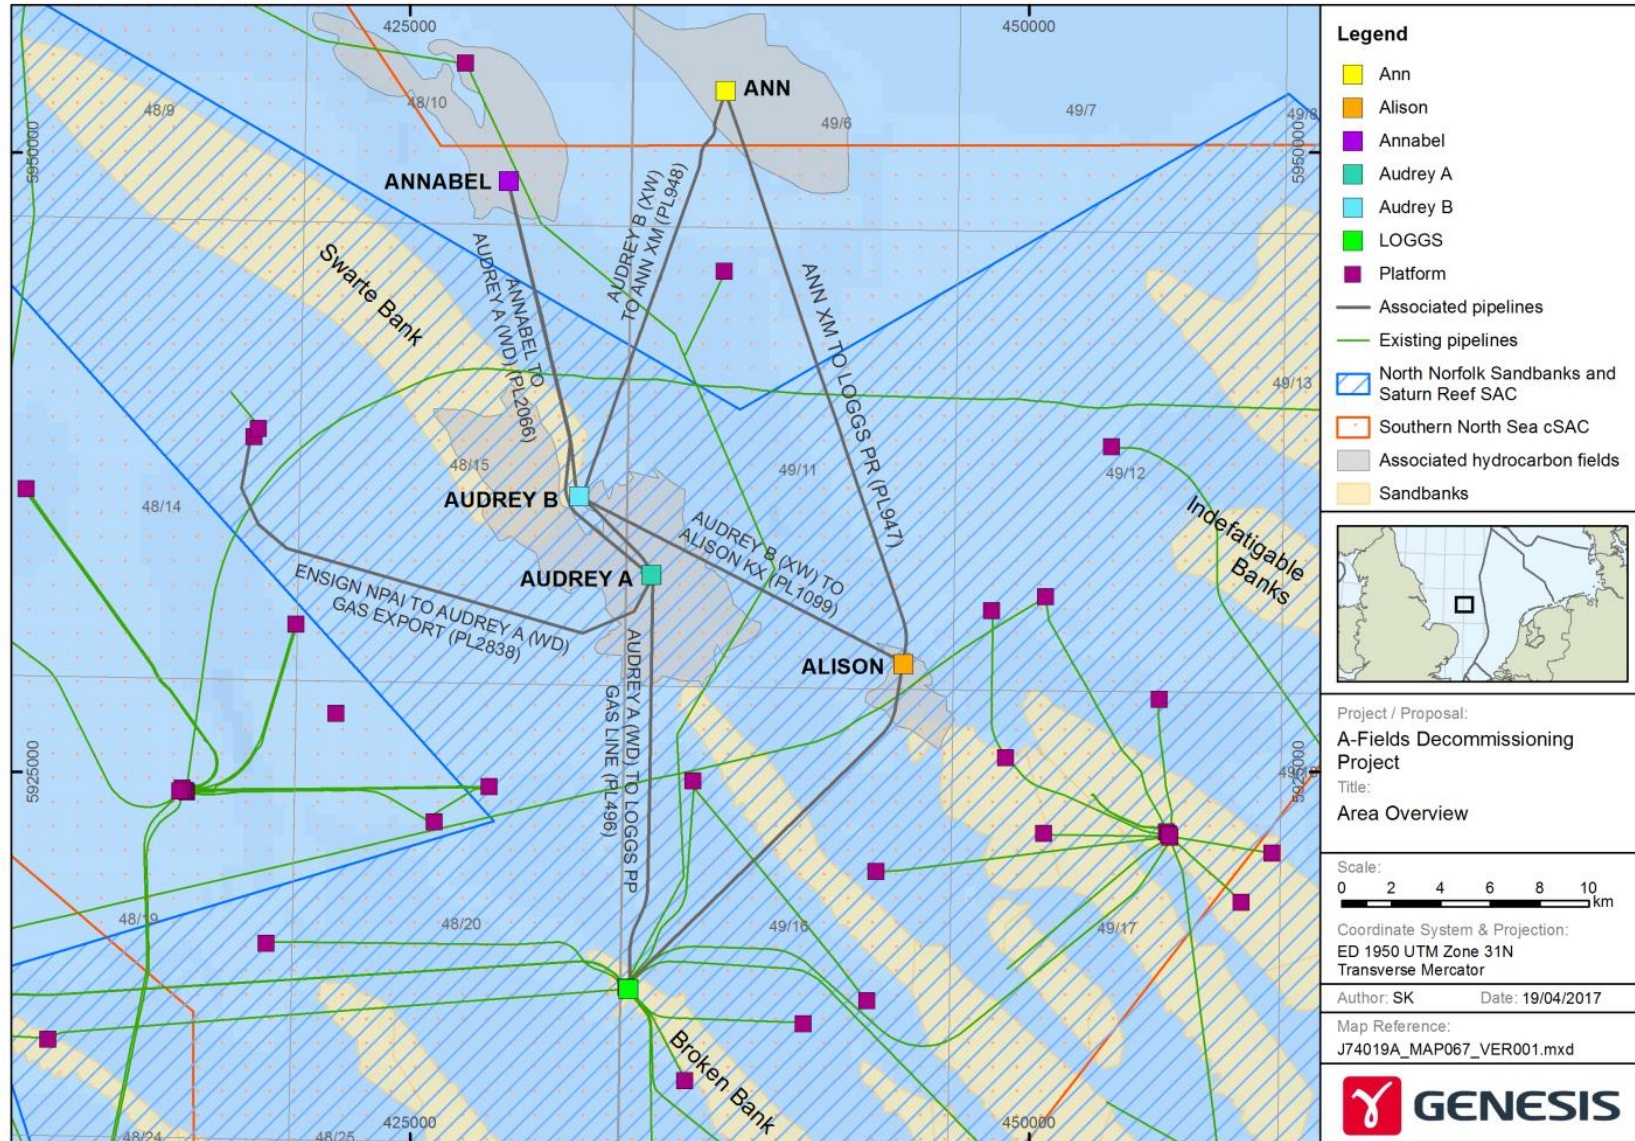 425000
450000
48/9
48/10
ANN
49/6
49/7
49/8
5950000
5950000
ANNABEL
AUDREY B (XW)
TO ANN XM (PL948)
Swarte Bank
ANNABEL TO
AUDREY A (WD) (PL2066)
ANN XM TO LOGGS PR (PL947)
49/13
48/15
49/11
49/12
48/14
AUDREY B
Indefatigable
Banks
AUDREY B (XW) TO
ALISON KX (PL1099)
AUDREY A
ENSIGN NPAI TO AUDREY A (WD)
GAS EXPORT (PL2838)
ALISON
AUDREY A (WD) TO LOGGS PP
GAS LINE (PL496)
5925000
5925000
48/19
48/20
49/16
49/17
Broken Bank
48/24
48/25
425000
450000
Legend
Ann
Alison
Annabel
Audrey A
Audrey B
LOGGS
Platform
Associated pipelines
Existing pipelines
North Norfolk Sandbanks and
Saturn Reef SAC
Southern North Sea cSAC
Associated hydrocarbon fields
Sandbanks
Project / Proposal:
A-Fields Decommissioning
Project
Title:
Area Overview
Scale:
0 2 4 6 8 10
km
Coordinate System & Projection:
ED 1950 UTM Zone 31N
Transverse Mercator
Author: SK Date: 19/04/2017
Map Reference:
J74019A_MAP067_VER001.mxd
GENESIS